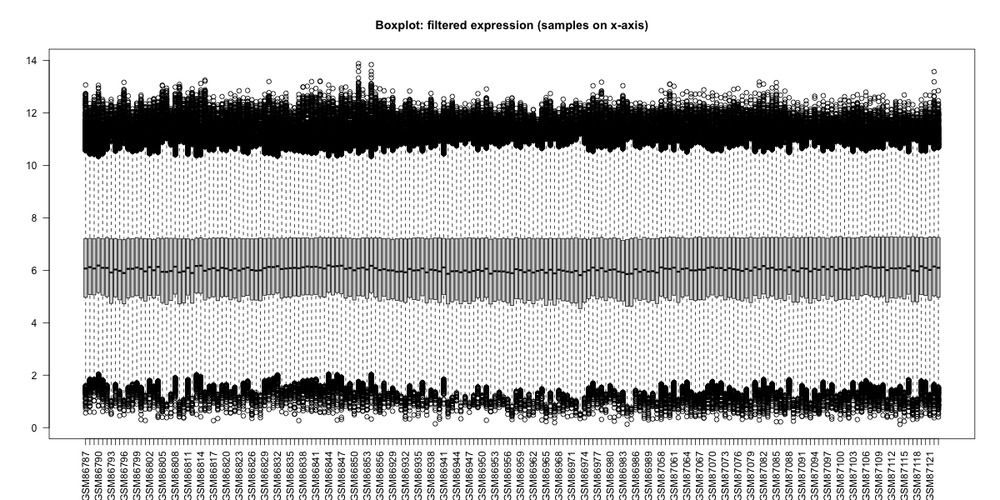 Boxplot: filtered expression (samples on x-axis)
14
12
10
8
6
4
2
0
GSM86787
GSM86790
GSM86793
GSM86796
GSM86799
GSM86802
GSM86805
GSM86808
GSM86811
GSM86814
GSM86817
GSM86820
GSM86823
GSM86826
GSM86829
GSM86832
GSM86835
GSM86838
GSM86841
GSM86844
GSM86847
GSM86850
GSM86853
GSM86856
GSM86929
GSM86932
GSM86935
GSM86938
GSM86941
GSM86944
GSM86947
GSM86950
GSM86953
GSM86956
GSM86959
GSM86962
GSM86965
GSM86968
GSM86971
GSM86974
GSM86977
GSM86980
GSM86983
GSM86986
GSM86989
GSM87058
GSM87061
GSM87064
GSM87067
GSM87070
GSM87073
GSM87076
GSM87079
GSM87082
GSM87085
GSM87088
GSM87091
GSM87094
GSM87097
GSM87100
GSM87103
GSM87106
GSM87109
GSM87112
GSM87115
GSM87118
GSM87121